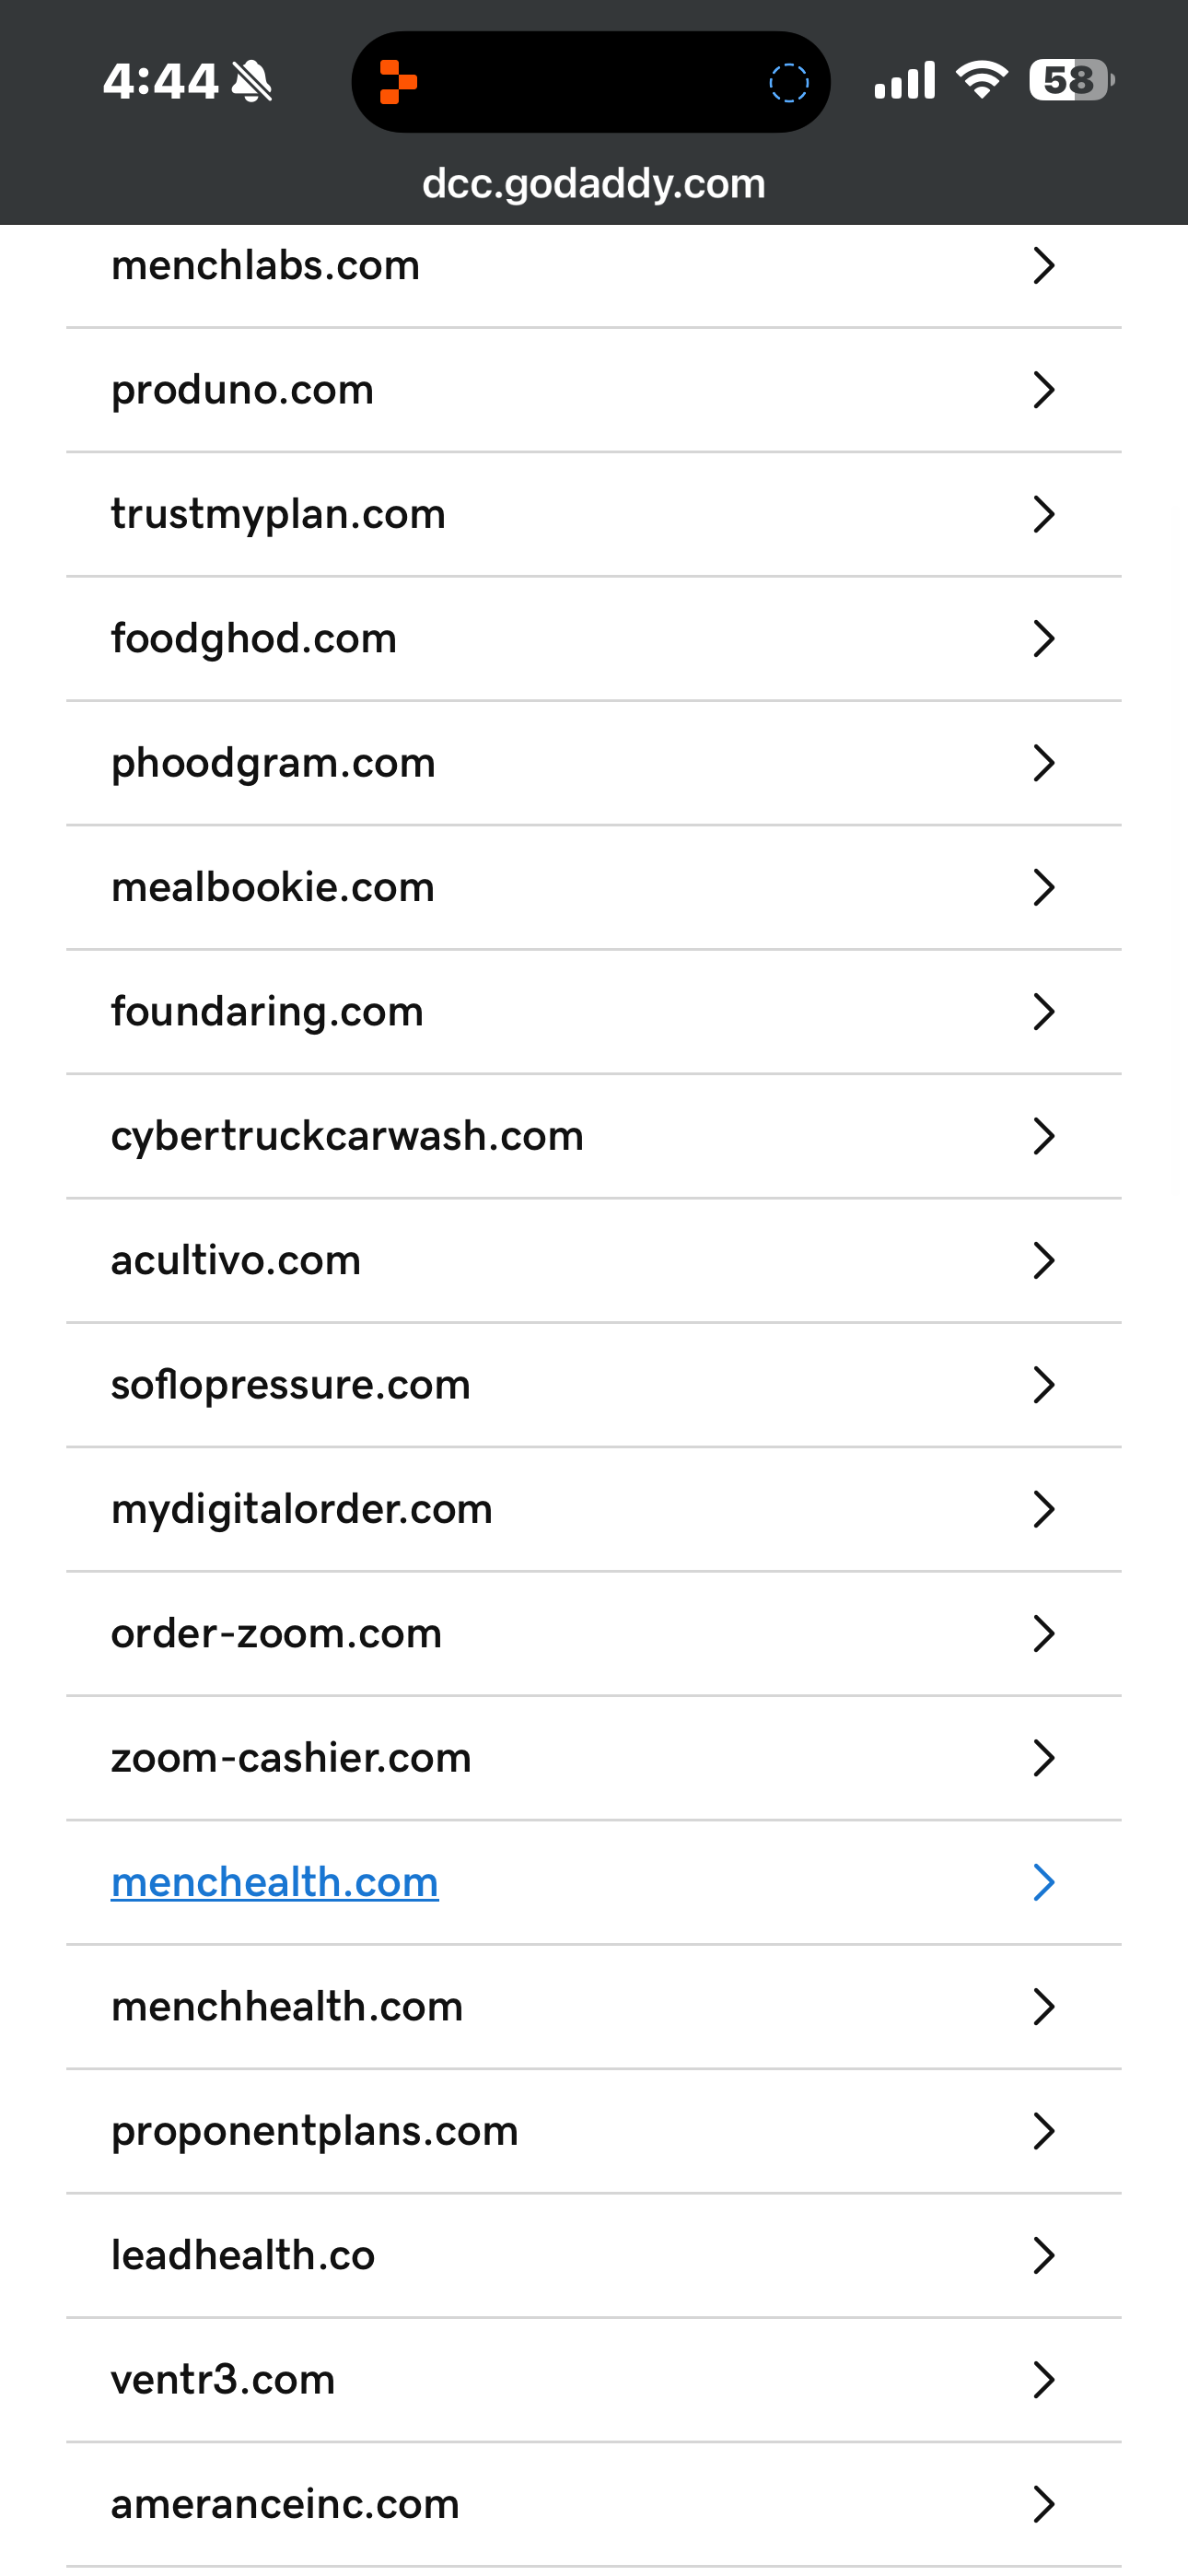 4:44
58
dcc.godaddy.com
menchlabs.com
produno.com
trustmyplan.com
foodghod.com
phoodgram.com
mealbookie.com
foundaring.com
cybertruckcarwash.com
acultivo.com
soflopressure.com
mydigitalorder.com
order-zoom.com
zoom-cashier.com
menchealth.com
menchhealth.com
proponentplans.com
leadhealth.co
ventr3.com
ameranceinc.com